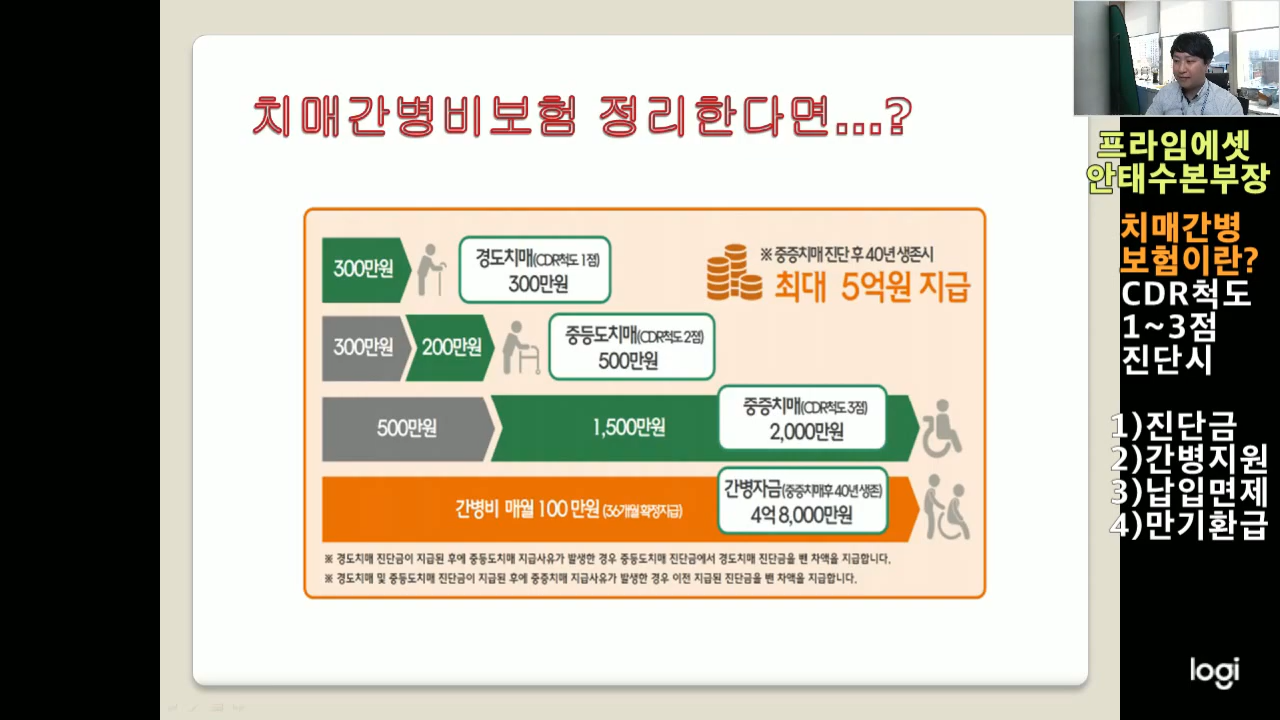 치매간병비보험 정리한다면...?
300만원
경도치매(CDR척도 1점)
300만원
※ 중증치매 진단 후 40년 생존시
최대 5억원 지급
300만원
200만원
중등도치매(CDR척도 2점)
500만원
500만원
1,500만원
중증치매(CDR척도 3점)
2,000만원
간병비 매월 100 만원 (36개월 확정지급)
간병자금(중증치매후 40년 생존)
4억 8,000만원
※ 경도치매 진단금이 지급된 후에 중등도치매 지급사유가 발생한 경우 중등도치매 진단금에서 경도치매 진단금을 뺀 차액을 지급합니다.
※ 경도치매 및 중등도치매 진단금이 지급된 후에 중증치매 지급사유가 발생한 경우 이전 지급된 진단금을 뺀 차액을 지급합니다.
프라임에셋
안태수본부장
치매간병
보험이란?
CDR척도
1~3점
진단시
1)진단금
2)간병지원
3)납입면제
4)만기환급
logi